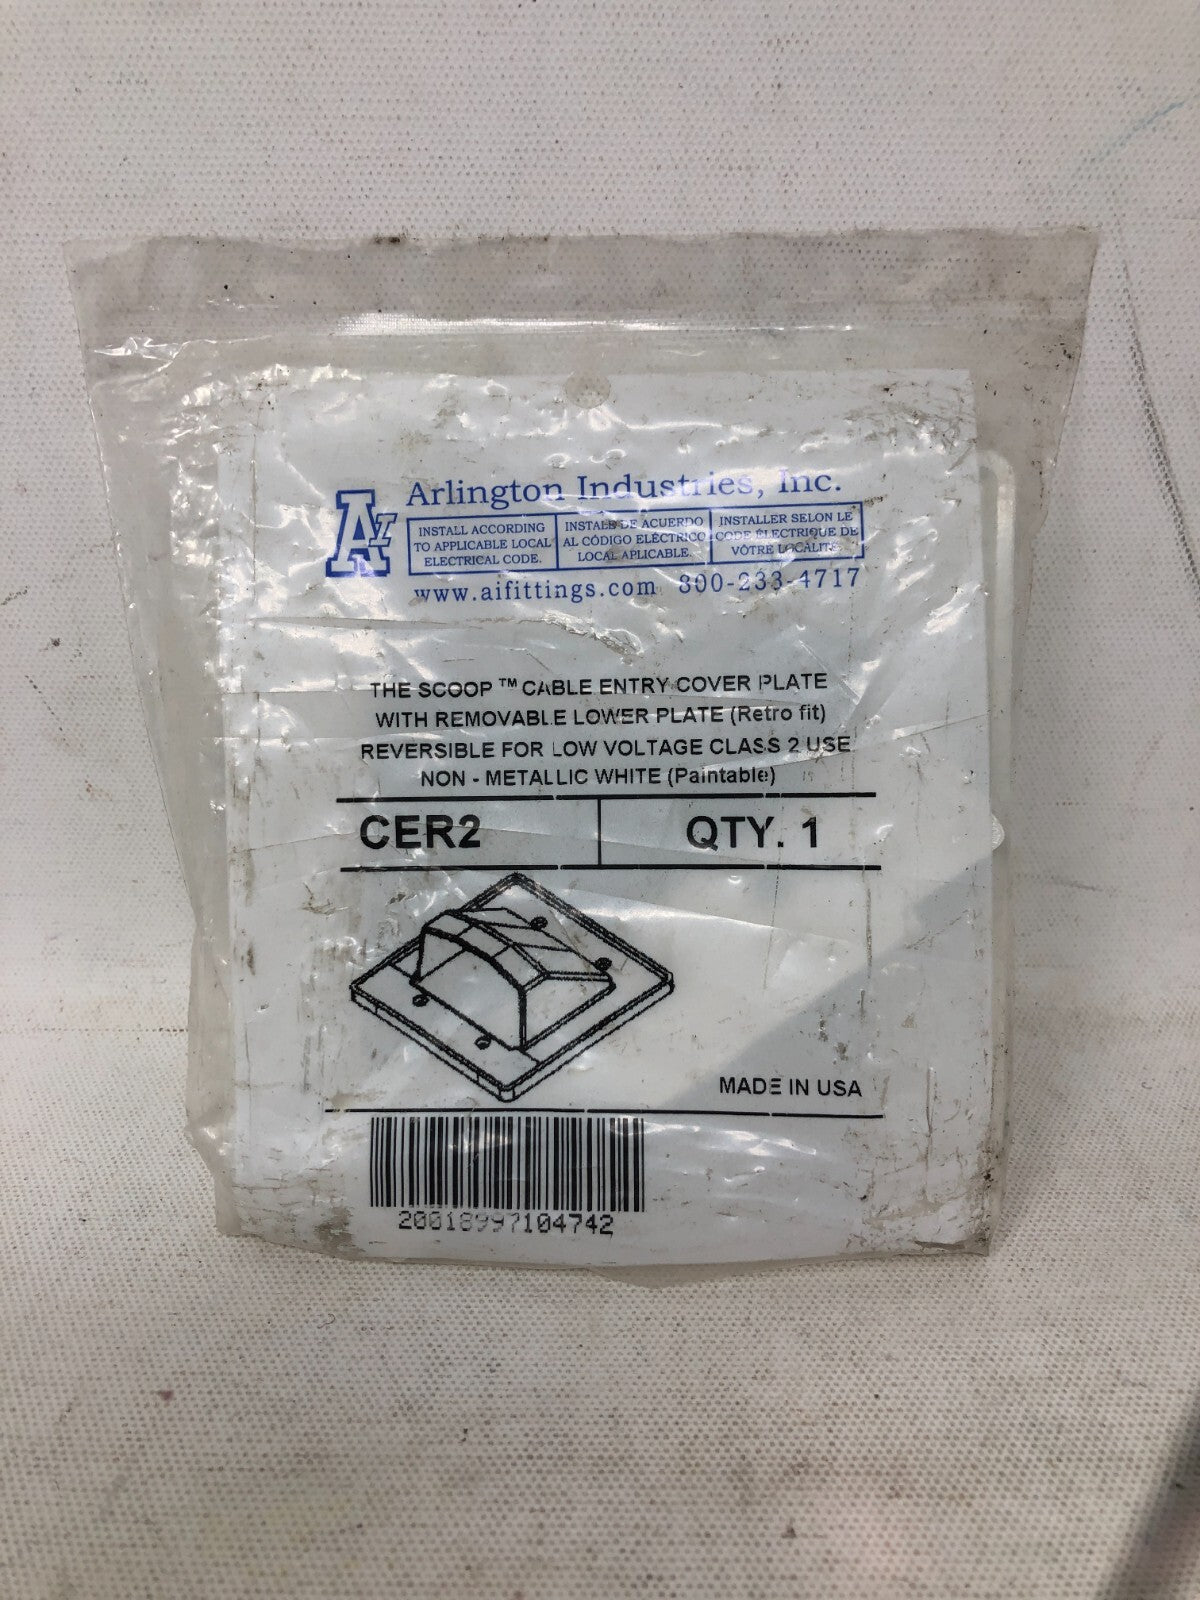 Arlington Industries, Inc.
AI
INSTALL ACCORDING
TO APPLICABLE LOCAL
ELECTRICAL CODE.
INSTALE DE ACUERDO
AL CÓDIGO ELÉCTRICO
LOCAL APLICABLE.
INSTALLER SELON LE
CODE ÉLECTRIQUE DE
VÔTRE LOCALITÉ.
www.aifittings.com 800-233-4717
THE SCOOP ™ CABLE ENTRY COVER PLATE
WITH REMOVABLE LOWER PLATE (Retro fit)
REVERSIBLE FOR LOW VOLTAGE CLASS 2 USE
NON - METALLIC WHITE (Paintable)
CER2
QTY. 1
MADE IN USA
20018997104742